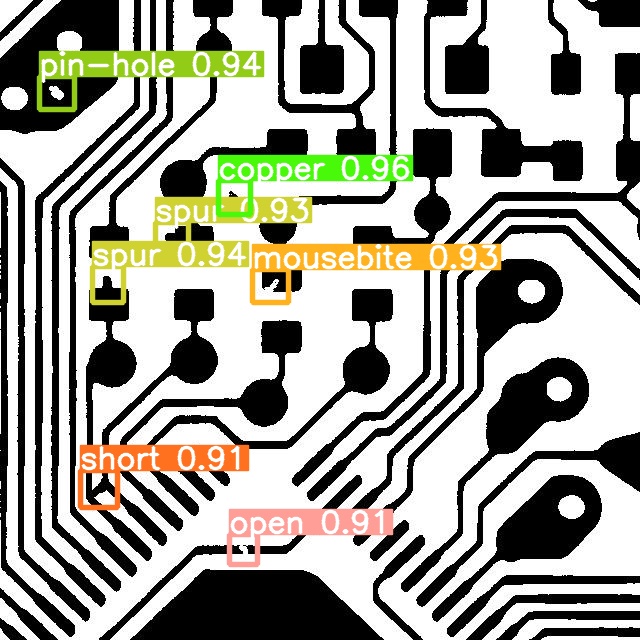 pin-hole 0.94
copper 0.96
spur 0.93
spur 0.94
mousebite 0.93
short 0.91
open 0.91